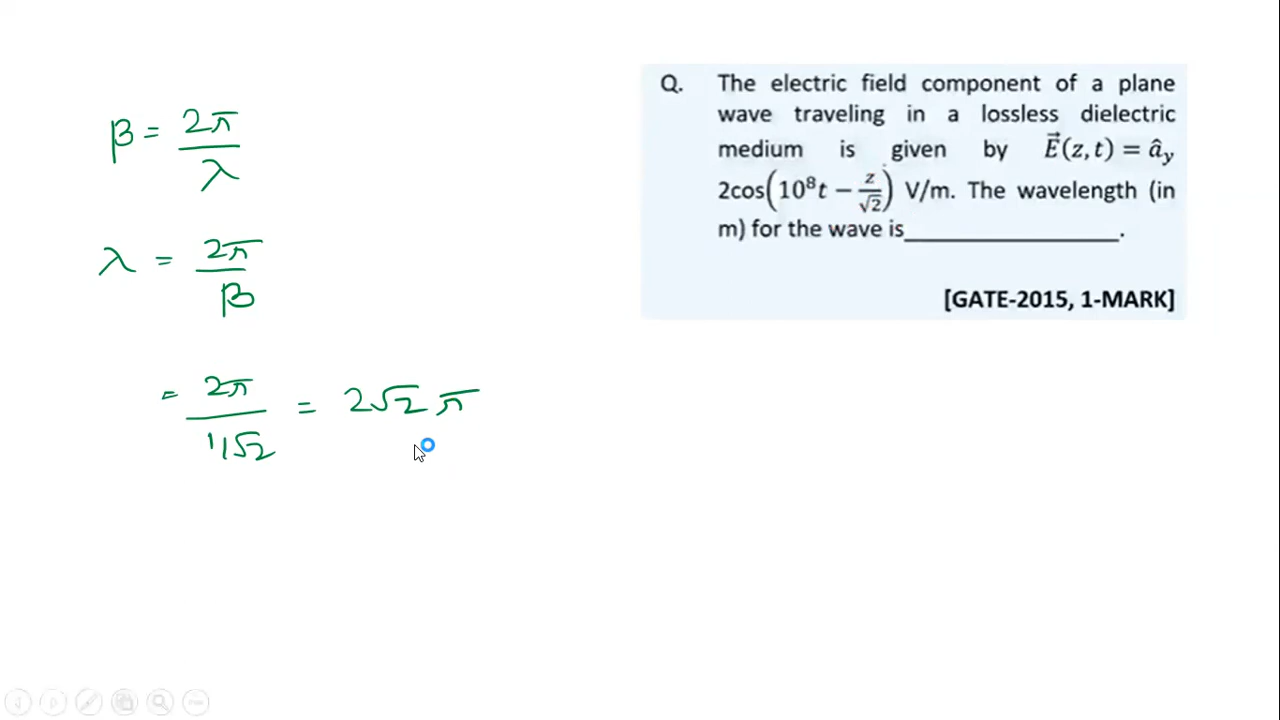 β = 2π/λ
λ = 2π/β
= 2π/(1/√2) = 2√2 π
Q. The electric field component of a plane
wave traveling in a lossless dielectric
medium is given by E⃗(z,t) = â_y
2cos(10⁸t − z/√2) V/m. The wavelength (in
m) for the wave is____________________.
[GATE-2015, 1-MARK]